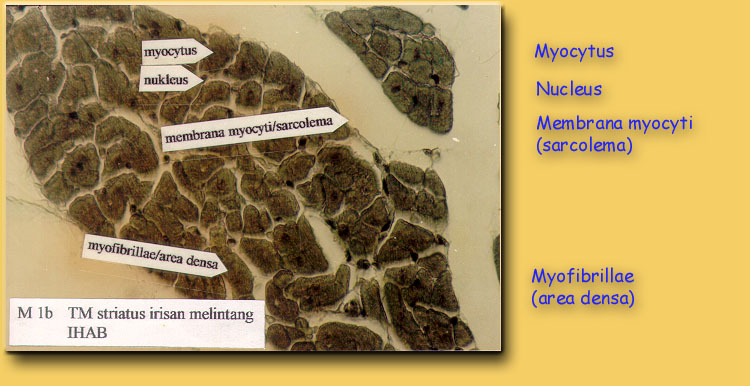 myocytus
nukleus
membrana myocyti/sarcolema
myofibrillae/area densa
M 1b TM striatus irisan melintang
IHAB
Myocytus
Nucleus
Membrana myocyti
(sarcolema)
Myofibrillae
(area densa)